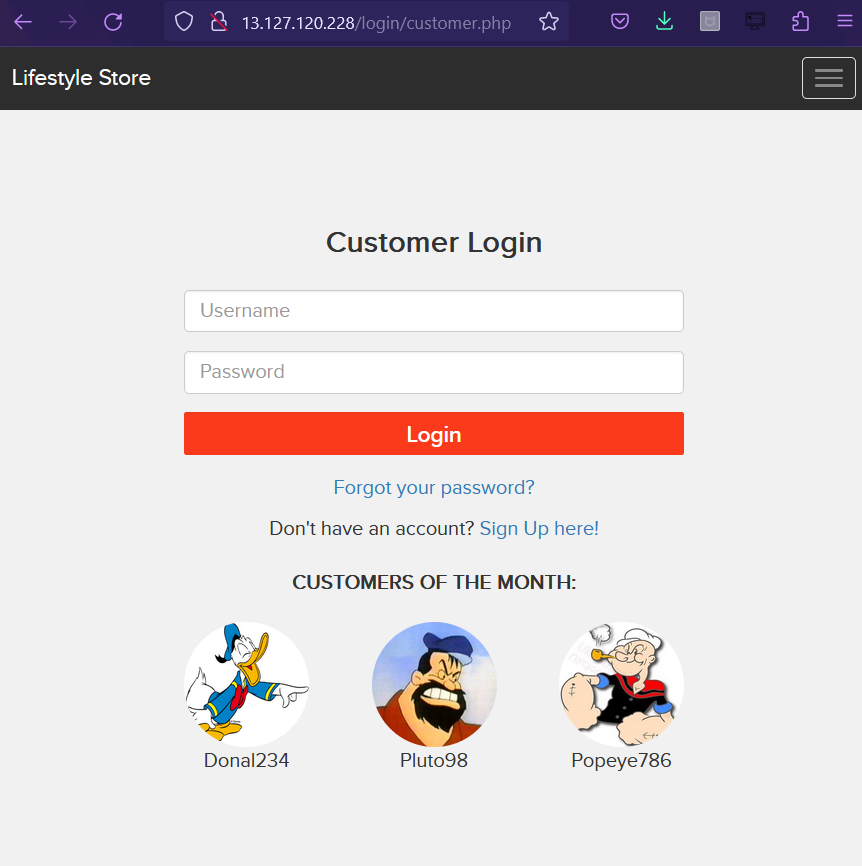 13.127.120.228/login/customer.php
Lifestyle Store
Customer Login
Username
Password
Login
Forgot your password?
Don't have an account? Sign Up here!
CUSTOMERS OF THE MONTH:
Donal234 Pluto98 Popeye786